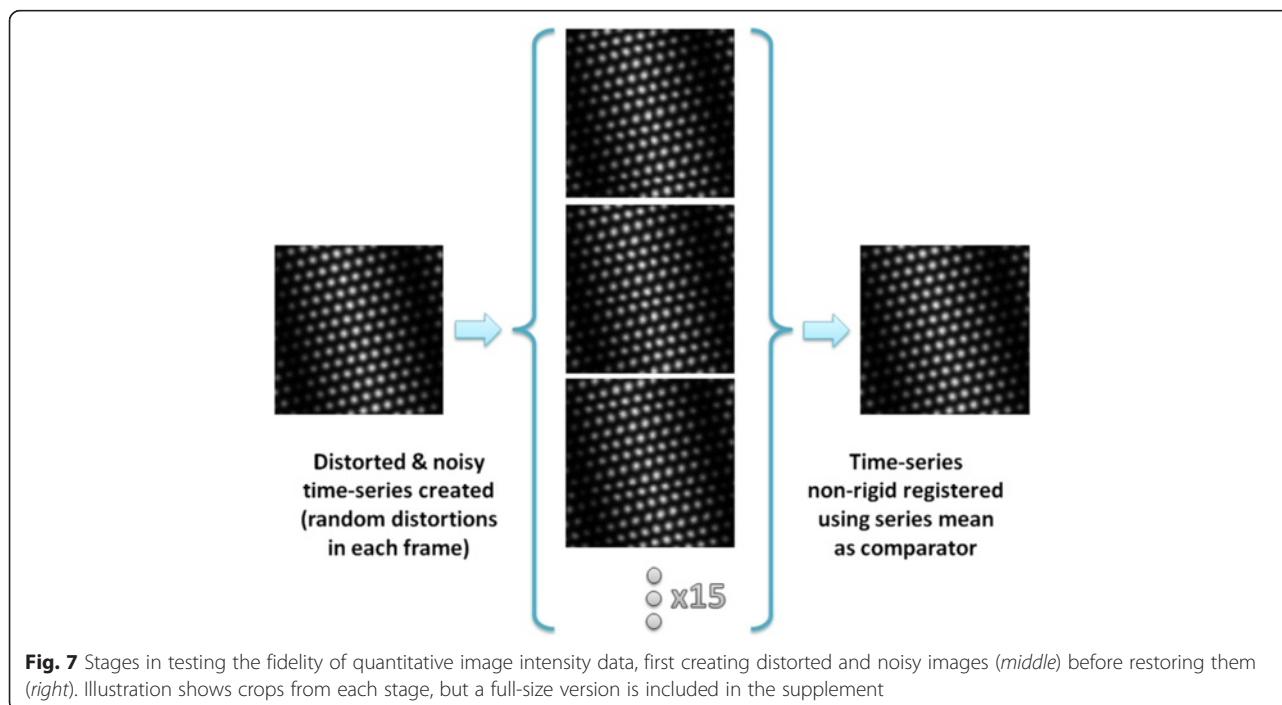 x15
Distorted & noisy
time-series created
(random distortions
in each frame)
Time-series
non-rigid registered
using series mean
as comparator
Fig. 7 Stages in testing the fidelity of quantitative image intensity data, first creating distorted and noisy images (middle) before restoring them
(right). Illustration shows crops from each stage, but a full-size version is included in the supplement